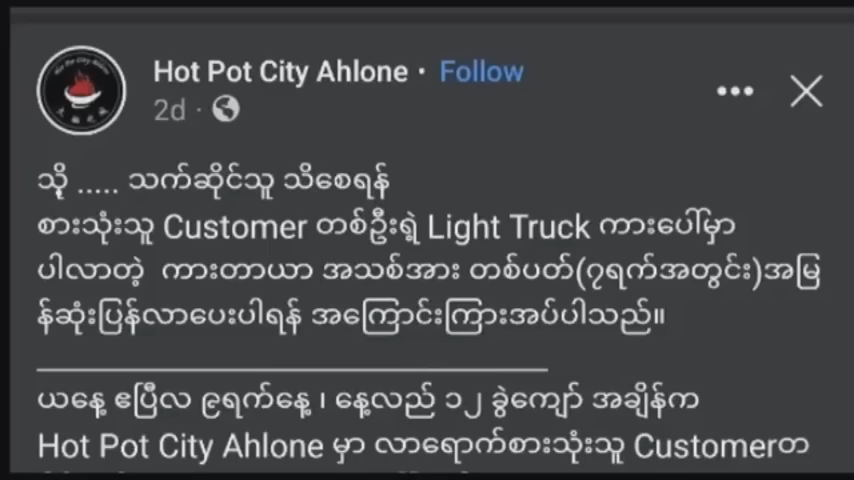 Hot Pot City Ahlone · Follow
2d ·
သို့ ..... သက်ဆိုင်သူ သိစေရန်
စားသုံးသူ Customer တစ်ဦးရဲ့ Light Truck ကားပေါ်မှာ
ပါလာတဲ့ ကားတာယာ အသစ်အား တစ်ပတ်(၇ရက်အတွင်း)အမြ
န်ဆုံးပြန်လာပေးပါရန် အကြောင်းကြားအပ်ပါသည်။
ယနေ့ ဧပြီလ ၉ရက်နေ့ ၊ နေ့လည် ၁၂ ခွဲကျော် အချိန်က
Hot Pot City Ahlone မှာ လာရောက်စားသုံးသူ Customerတ